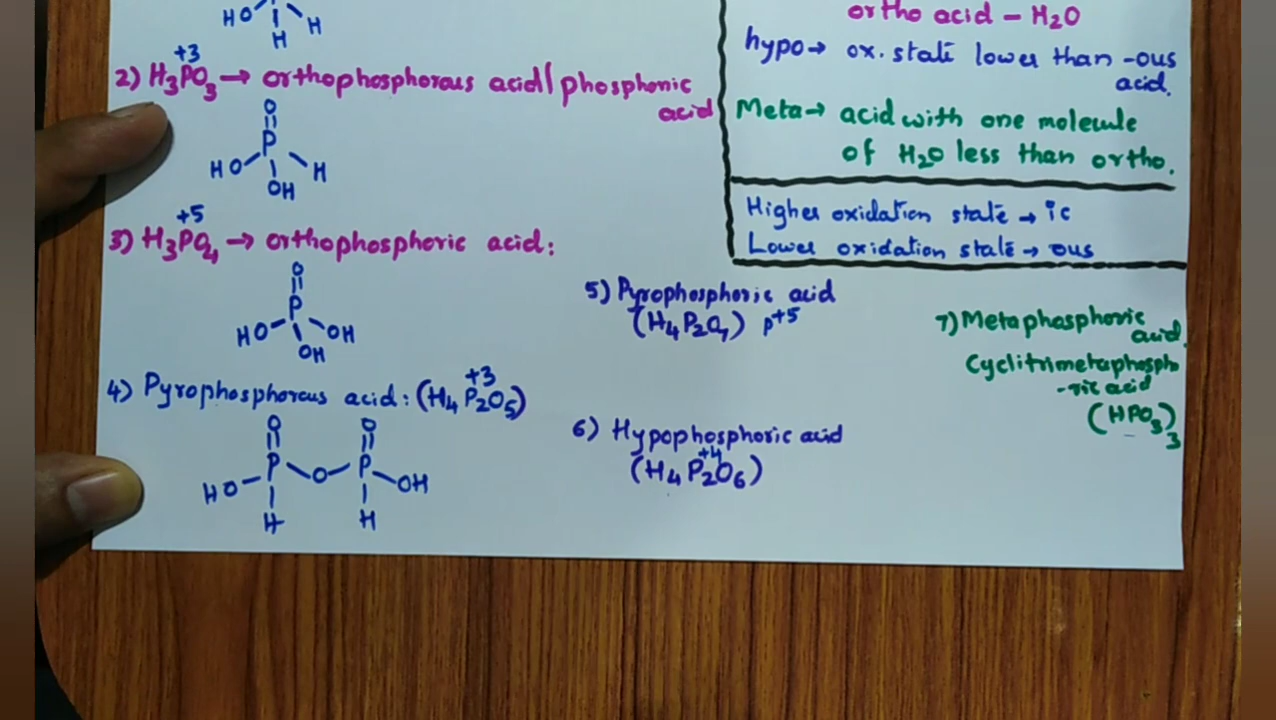 HO H
H
+3
2) H3PO3 → orthophosphorous acid/phosphonic
acid
O
P
HO H
OH
+5
3) H3PO4 → orthophosphoric acid:
O
P
HO OH
OH
+3
4) Pyrophosphorous acid: (H4P2O5)
O O
P O P
HO OH
H H
ortho acid – H2O
hypo → ox. state lower than -ous
acid.
Meta → acid with one molecule
of H2O less than ortho.
Higher oxidation state → ic
Lower oxidation state → ous
5) Pyrophosphoric acid
(H4P2O7) P+5
6) Hypophosphoric acid
+4
(H4P2O6)
7) Metaphosphoric
acid.
Cyclitrimetaphospho
-ric acid
(HPO3)3